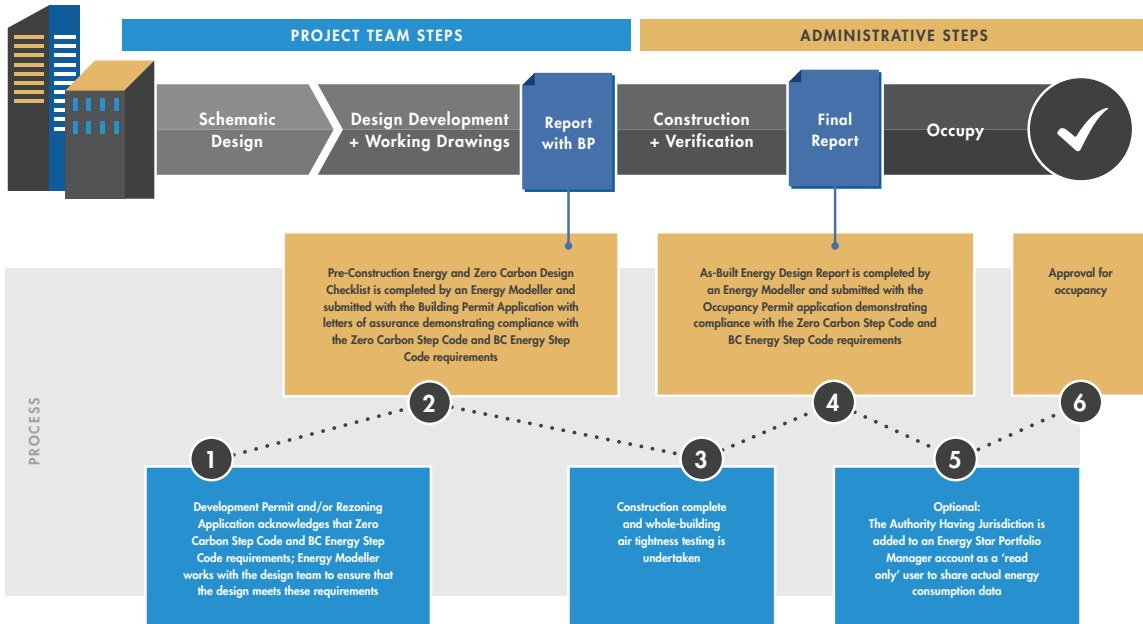 PROJECT TEAM STEPS
ADMINISTRATIVE STEPS
Schematic
Design
Design Development
+ Working Drawings
Report
with BP
Construction
+ Verification
Final
Report
Occupy
Pre-Construction Energy and Zero Carbon Design
Checklist is completed by an Energy Modeller and
submitted with the Building Permit Application with
letters of assurance demonstrating compliance with
the Zero Carbon Step Code and BC Energy Step
Code requirements
As-Built Energy Design Report is completed by
an Energy Modeller and submitted with the
Occupancy Permit application demonstrating
compliance with the Zero Carbon Step Code and
BC Energy Step Code requirements
Approval for
occupancy
PROCESS
2
4
6
1
3
5
Development Permit and/or Rezoning
Application acknowledges that Zero
Carbon Step Code and BC Energy Step
Code requirements; Energy Modeller
works with the design team to ensure that
the design meets these requirements
Construction complete
and whole-building
air tightness testing is
undertaken
Optional:
The Authority Having Jurisdiction is
added to an Energy Star Portfolio
Manager account as a ‘read
only’ user to share actual energy
consumption data